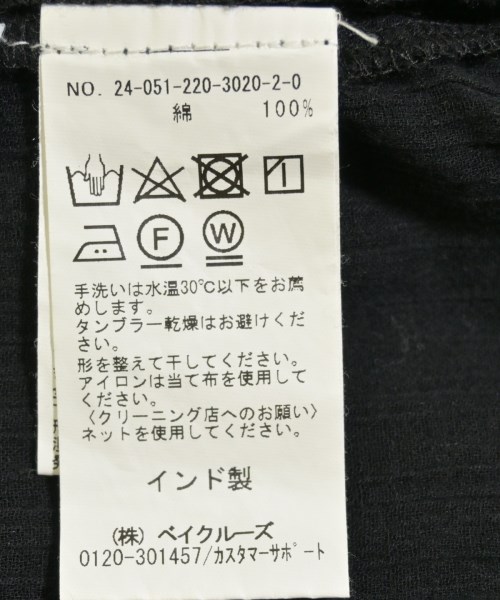 NO. 24-051-220-3020-2-0
綿 100%
F W
手洗いは水温30℃以下をお薦
めします。
タンブラー乾燥はお避けくだ
さい。
形を整えて干してください。
アイロンは当て布を使用して
ください。
〈クリーニング店へのお願い〉
ネットを使用してください。
インド製
(株) ベイクルーズ
0120-301457/カスタマーサポート